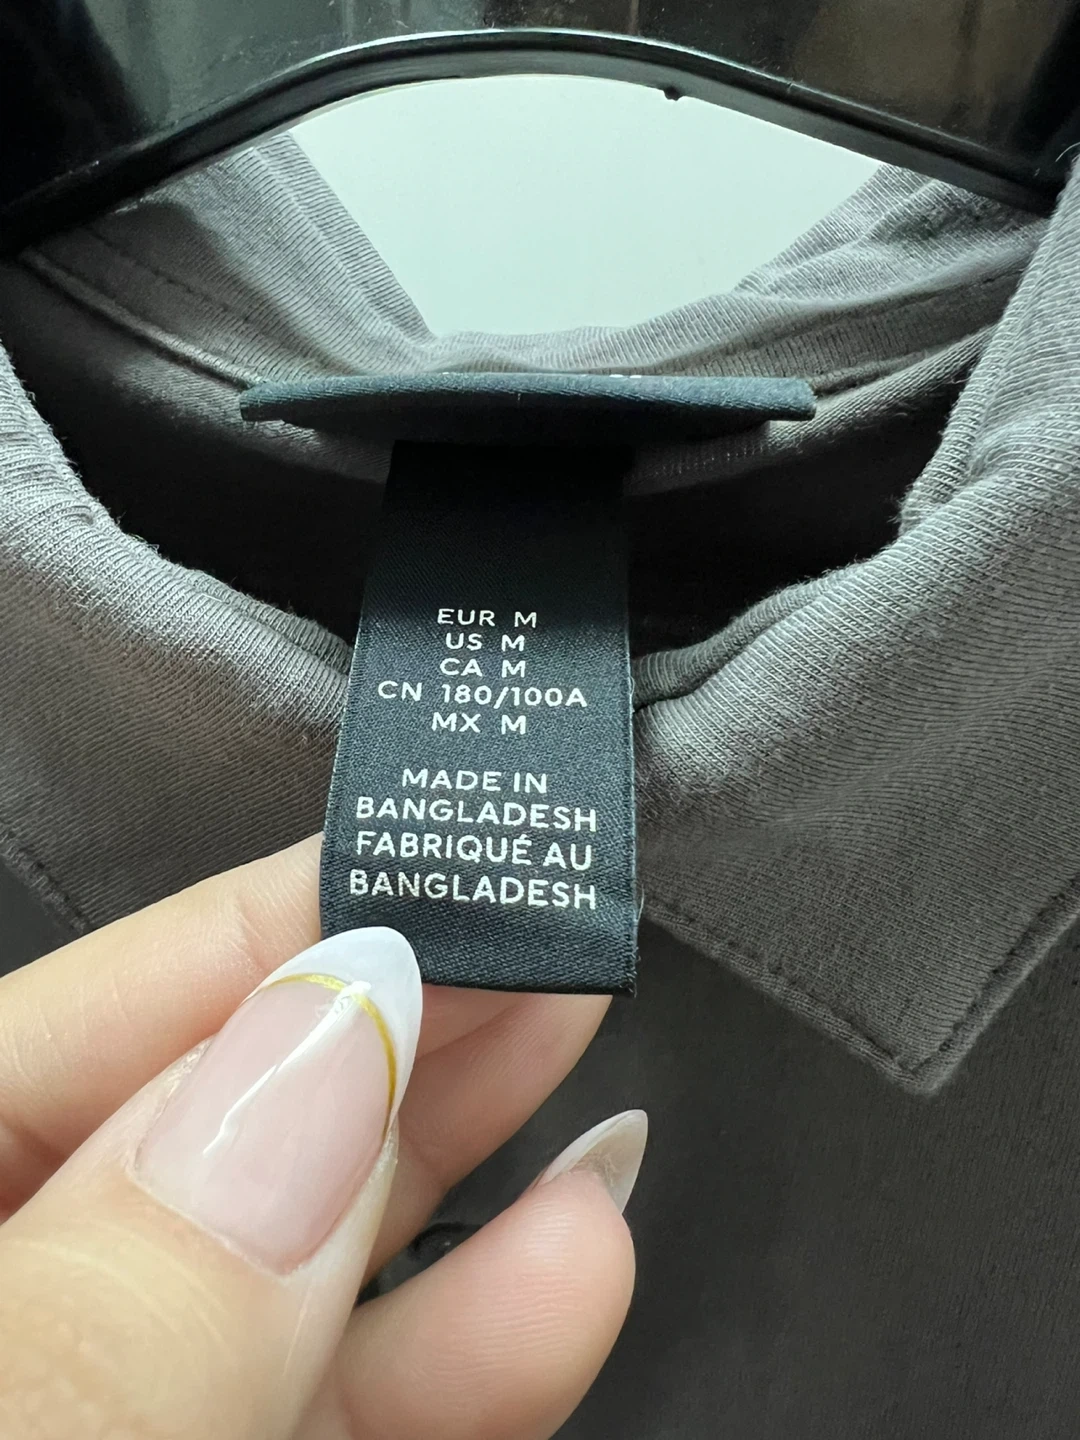 EUR M
US M
CA M
CN 180/100A
MX M
MADE IN
BANGLADESH
FABRIQUÉ AU
BANGLADESH